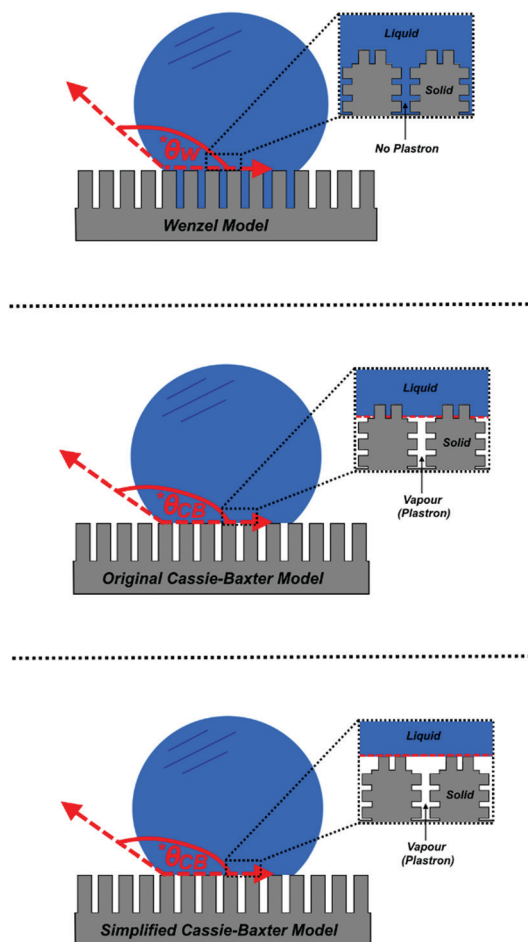 Liquid
Solid
No Plastron
*θw
Wenzel Model
Liquid
Solid
*θCB
Vapour
(Plastron)
Original Cassie-Baxter Model
Liquid
Solid
*θCB
Vapour
(Plastron)
Simplified Cassie-Baxter Model